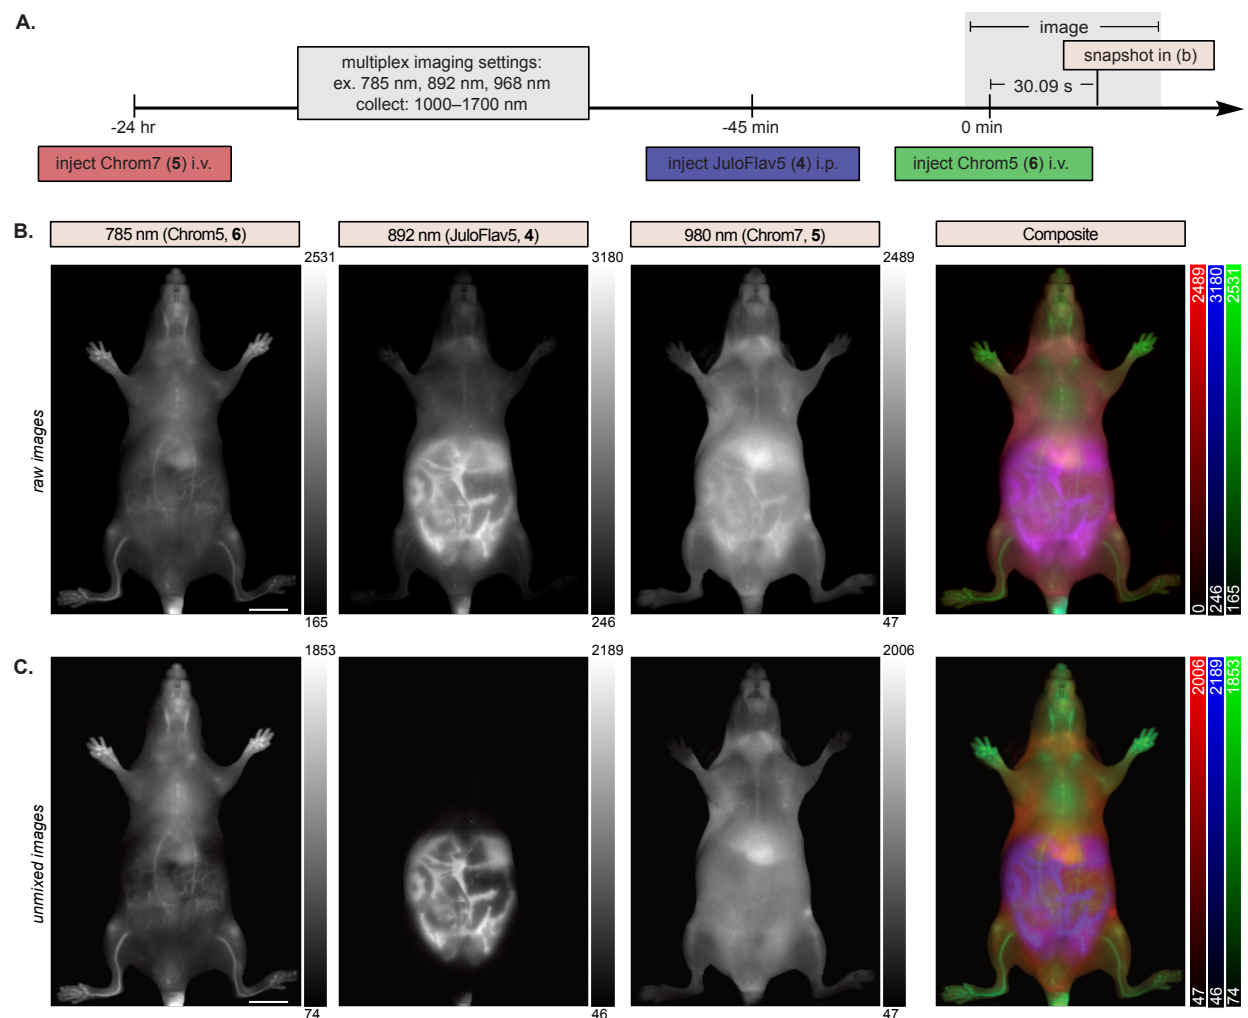 A.
multiplex imaging settings:
ex. 785 nm, 892 nm, 968 nm
collect: 1000–1700 nm
image
snapshot in (b)
30.09 s
-24 hr
-45 min
0 min
inject Chrom7 (5) i.v.
inject JuloFlav5 (4) i.p.
inject Chrom5 (6) i.v.
B.
785 nm (Chrom5, 6)
892 nm (JuloFlav5, 4)
980 nm (Chrom7, 5)
Composite
raw images
2531
165
3180
246
2489
47
2489
3180
2531
0
246
165
C.
unmixed images
1853
74
2189
46
2006
47
2006
2189
1853
47
46
74